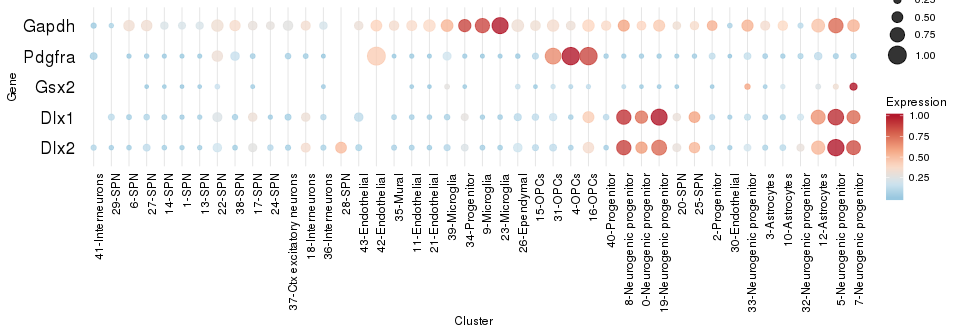 0.25
Gapdh
0.50
Pdgfra
0.75
1.00
Gene
Gsx2
Expression
Dlx1
1.00
0.75
Dlx2
0.50
0.25
41-Interneurons
29-SPN
6-SPN
27-SPN
14-SPN
1-SPN
13-SPN
22-SPN
38-SPN
17-SPN
24-SPN
37-Ctx excitatory neurons
18-Interneurons
36-Interneurons
28-SPN
43-Endothelial
42-Endothelial
35-Mural
11-Endothelial
21-Endothelial
39-Microglia
34-Progenitor
9-Microglia
23-Microglia
26-Ependymal
15-OPCs
31-OPCs
4-OPCs
16-OPCs
40-Progenitor
8-Neurogenic progenitor
0-Neurogenic progenitor
19-Neurogenic progenitor
20-SPN
25-SPN
2-Progenitor
30-Endothelial
33-Neurogenic progenitor
3-Astrocytes
10-Astrocytes
32-Neurogenic progenitor
12-Astrocytes
5-Neurogenic progenitor
7-Neurogenic progenitor
Cluster